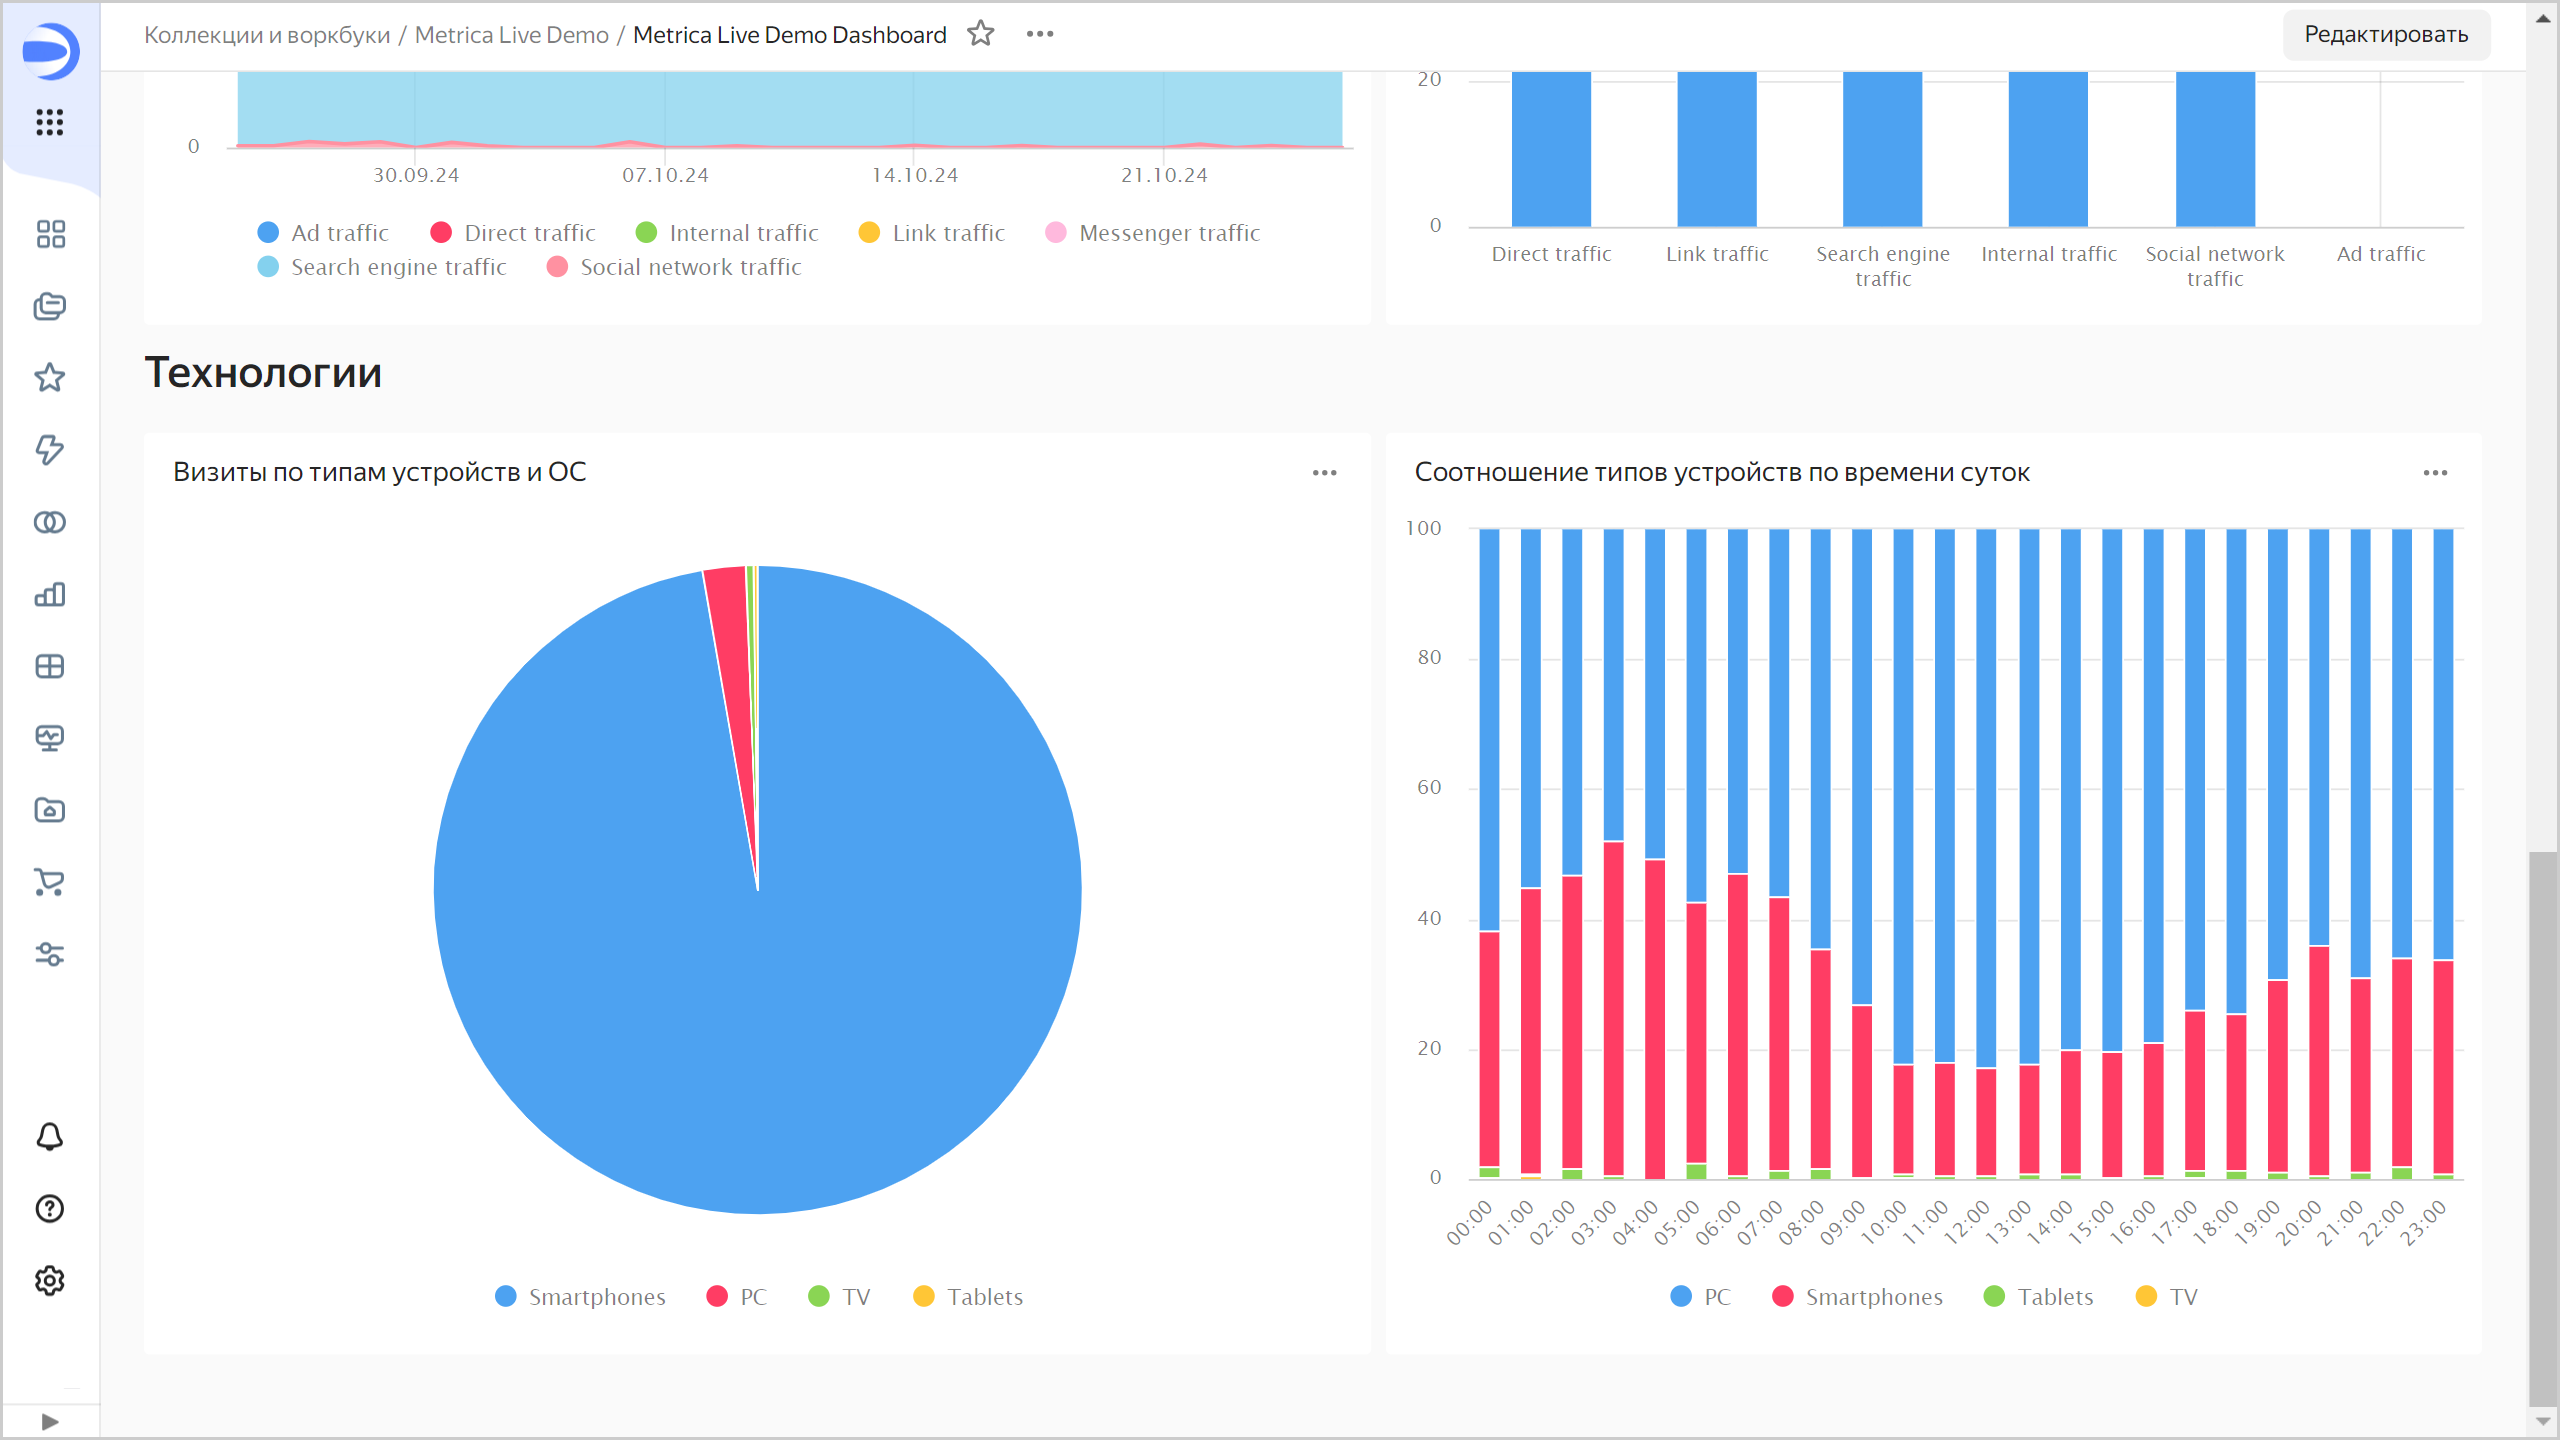 Коллекции и воркбуки / Metrica Live Demo / Metrica Live Demo Dashboard
Редактировать
0
30.09.24 07.10.24 14.10.24 21.10.24
Ad traffic Direct traffic Internal traffic Link traffic Messenger traffic
Search engine traffic Social network traffic
20
0
Direct traffic Link traffic Search engine traffic Internal traffic Social network traffic Ad traffic
Технологии
Визиты по типам устройств и ОС
Smartphones PC TV Tablets
Соотношение типов устройств по времени суток
100
80
60
40
20
0
00:00 01:00 02:00 03:00 04:00 05:00 06:00 07:00 08:00 09:00 10:00 11:00 12:00 13:00 14:00 15:00 16:00 17:00 18:00 19:00 20:00 21:00 22:00 23:00
PC Smartphones Tablets TV